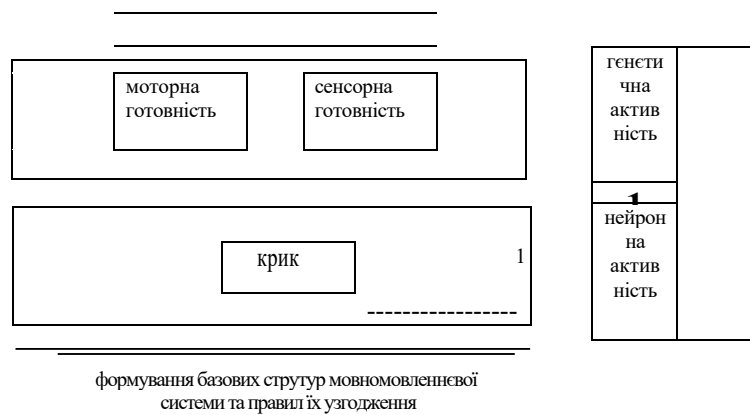 моторна
готовність
сенсорна
готовність
крик
1
формування базових струтур мовномовленнєвої
системи та правил їх узгодження
гєнєти
чна
актив
ність
1
нейрон
на
актив
ність